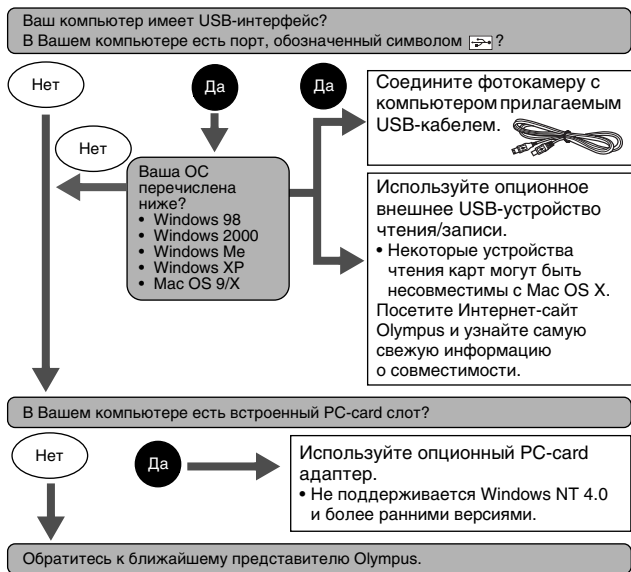 Ваш компьютер имеет USB-интерфейс?
В Вашем компьютере есть порт, обозначенный символом ?
Нет
Да
Да
Соедините фотокамеру с
компьютером прилагаемым
USB-кабелем.
Нет
Ваша ОС
перечислена
ниже?
• Windows 98
• Windows 2000
• Windows Me
• Windows XP
• Mac OS 9/X
Используйте опционное
внешнее USB-устройство
чтения/записи.
• Некоторые устройства
чтения карт могут быть
несовместимы с Mac OS X.
Посетите Интернет-сайт
Olympus и узнайте самую
свежую информацию
о совместимости.
В Вашем компьютере есть встроенный PC-card слот?
Нет
Да
Используйте опционный PC-card
адаптер.
• Не поддерживается Windows NT 4.0
и более ранними версиями.
Обратитесь к ближайшему представителю Olympus.